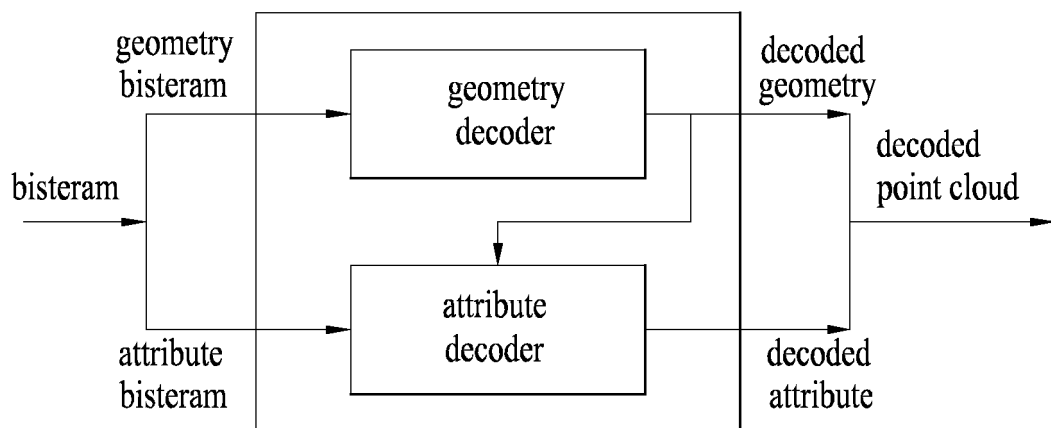 geometry
bisteram
geometry
decoder
decoded
geometry
bisteram
decoded
point cloud
attribute
decoder
attribute
bisteram
decoded
attribute